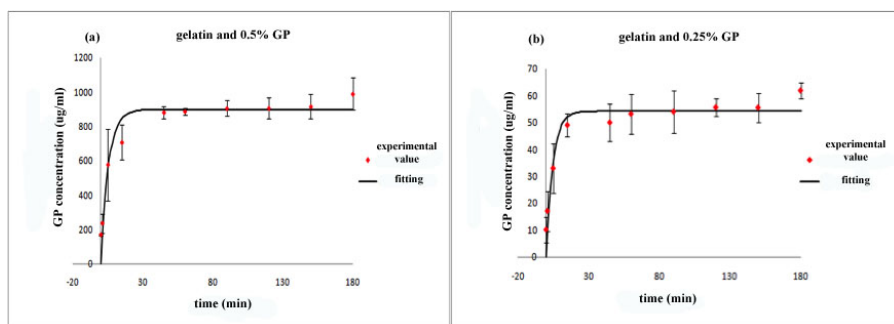 (a) gelatin and 0.5% GP
1200
1000
800
600
400
200
0
-20 30 80 130 180
GP concentration (ug/ml)
time (min)
experimental
value
fitting
(b) gelatin and 0.25% GP
70
60
50
40
30
20
10
0
-20 30 80 130 180
GP concentration (ug/ml)
time (min)
experimental
value
fitting